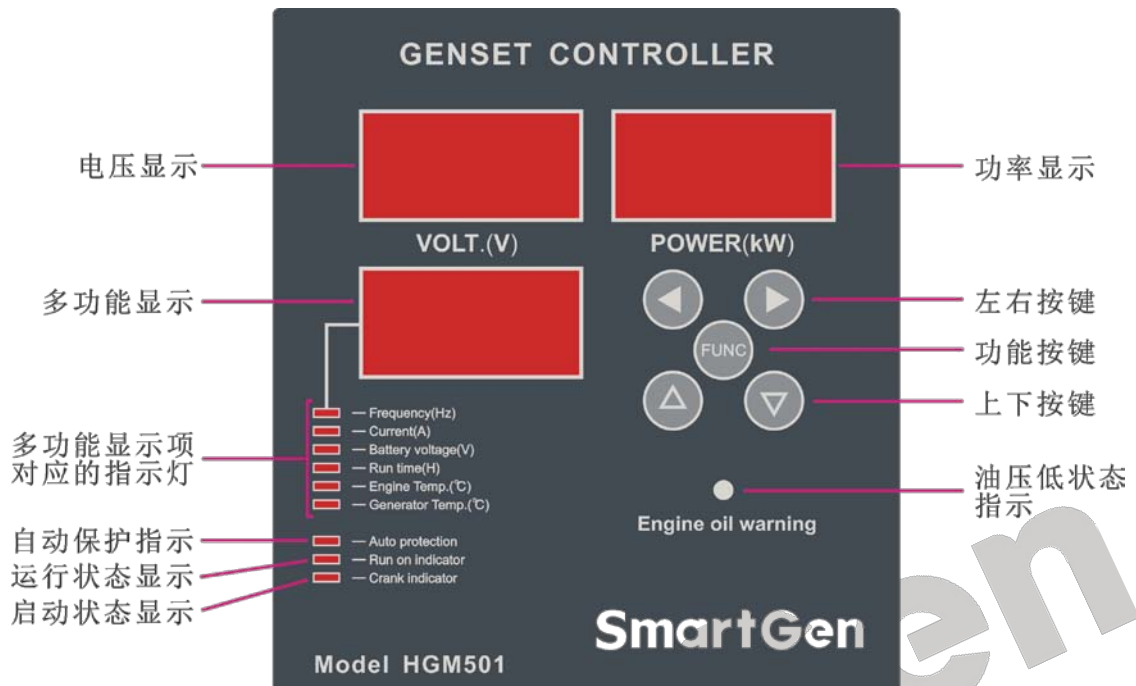 GENSET CONTROLLER
电压显示
功率显示
VOLT.(V)
POWER(kW)
多功能显示
左右按键
FUNC
功能按键
上下按键
多功能显示项
对应的指示灯
Frequency(Hz)
Current(A)
Battery voltage(V)
Run time(H)
Engine Temp.(℃)
Generator Temp.(℃)
油压低状态
指示
Engine oil warning
自动保护指示
Auto protection
运行状态显示
Run on indicator
启动状态显示
Crank indicator
SmartGen
Model HGM501
en